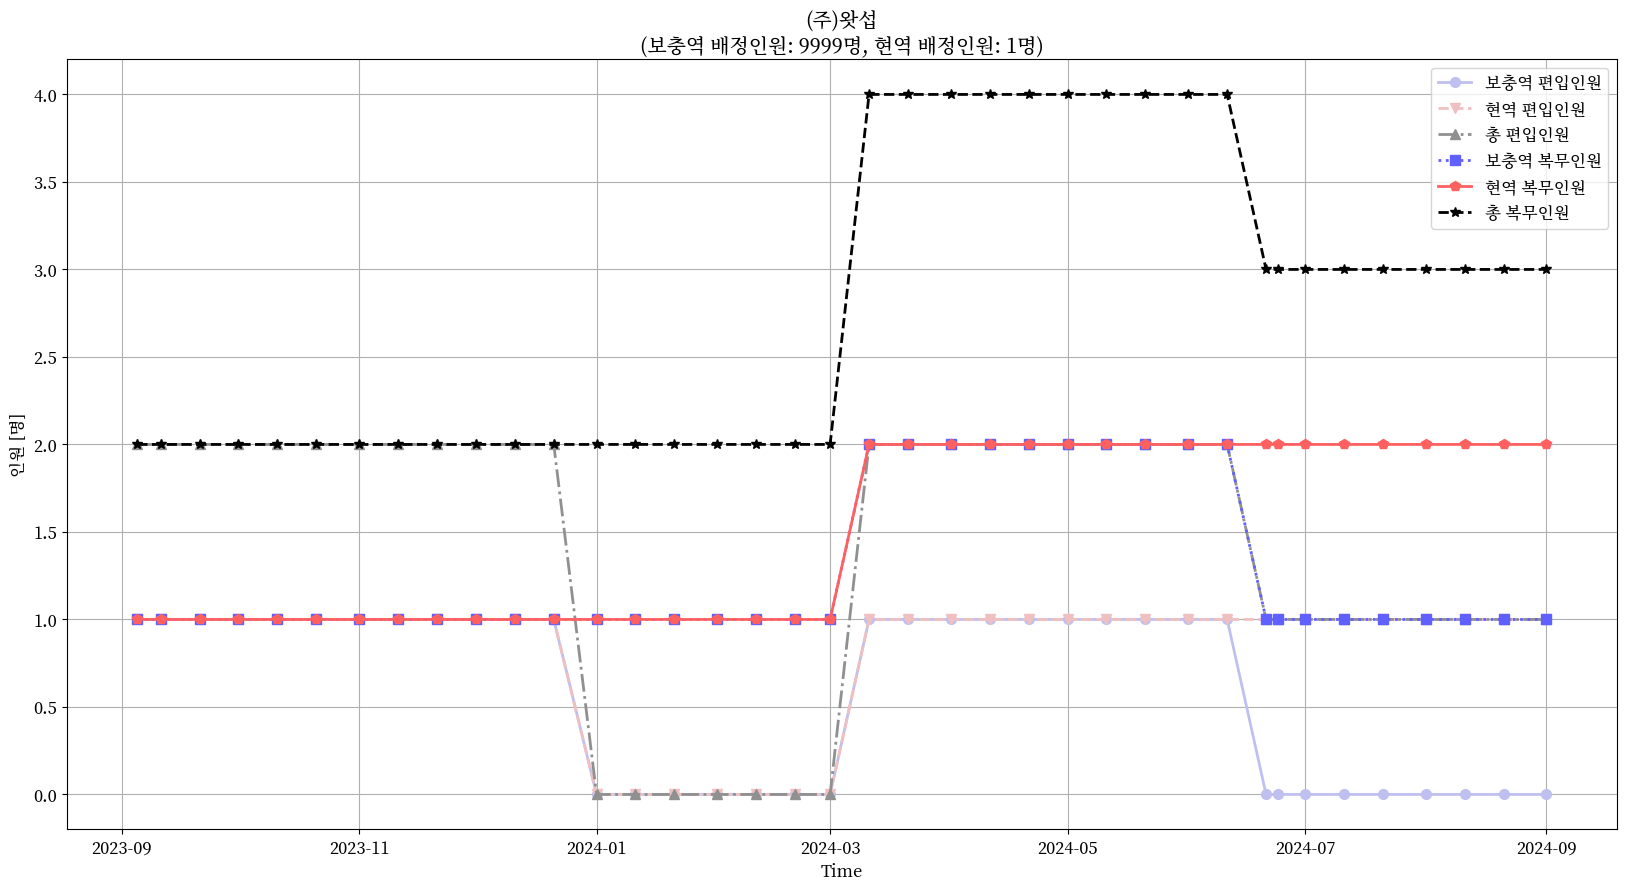 (주)왓섭
(보충역 배정인원: 9999명, 현역 배정인원: 1명)
보충역 편입인원
현역 편입인원
총 편입인원
보충역 복무인원
현역 복무인원
총 복무인원
4.0
3.5
3.0
2.5
2.0
1.5
1.0
0.5
0.0
인원 [명]
2023-09
2023-11
2024-01
2024-03
2024-05
2024-07
2024-09
Time